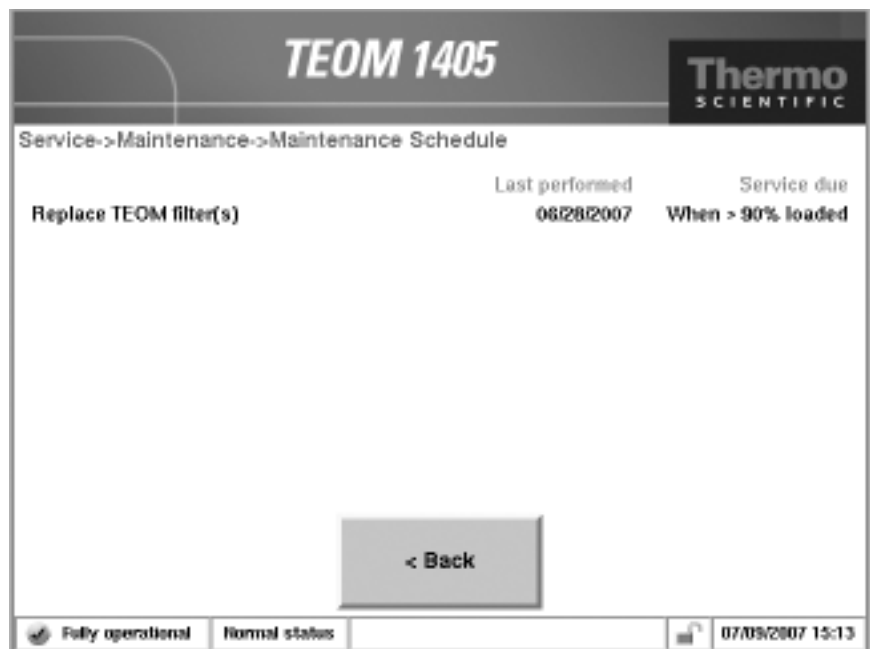 TEOM 1405
Thermo
SCIENTIFIC
Service->Maintenance->Maintenance Schedule
Last performed Service due
Replace TEOM filter(s) 06/28/2007 When > 90% loaded
< Back
Fully operational Normal status 07/09/2007 15:13